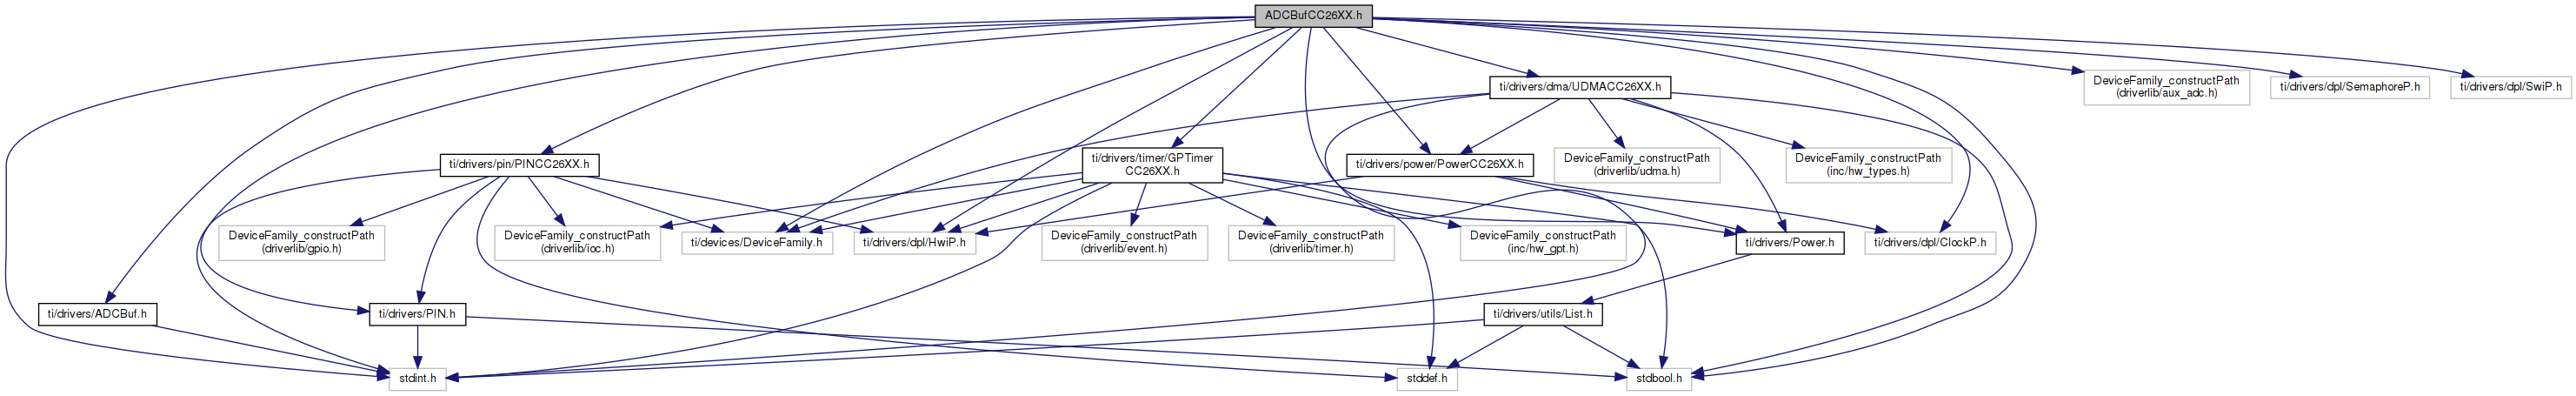 ADCBufCC26XX.h
ti/drivers/dma/UDMACC26XX.h
DeviceFamily_constructPath
(driverlib/aux_adc.h)
ti/drivers/dpl/SemaphoreP.h
ti/drivers/dpl/SwiP.h
ti/drivers/pin/PINCC26XX.h
ti/drivers/timer/GPTimer
CC26XX.h
ti/drivers/power/PowerCC26XX.h
DeviceFamily_constructPath
(driverlib/udma.h)
DeviceFamily_constructPath
(inc/hw_types.h)
DeviceFamily_constructPath
(driverlib/gpio.h)
DeviceFamily_constructPath
(driverlib/ioc.h)
ti/devices/DeviceFamily.h
ti/drivers/dpl/HwiP.h
DeviceFamily_constructPath
(driverlib/event.h)
DeviceFamily_constructPath
(driverlib/timer.h)
DeviceFamily_constructPath
(inc/hw_gpt.h)
ti/drivers/Power.h
ti/drivers/dpl/ClockP.h
ti/drivers/ADCBuf.h
ti/drivers/PIN.h
ti/drivers/utils/List.h
stdint.h
stddef.h
stdbool.h